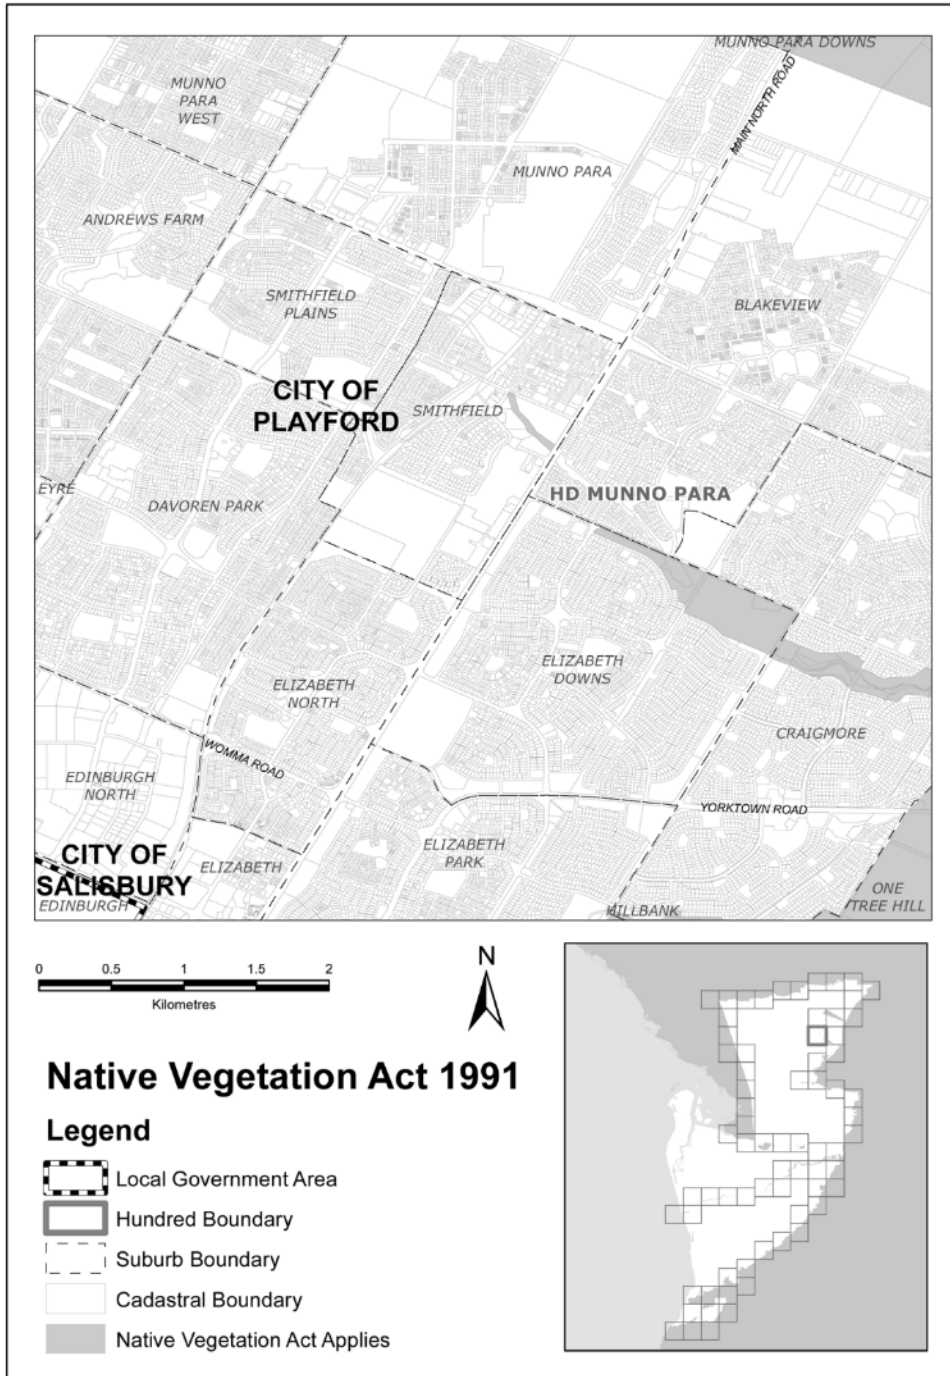 MUNNO PARA DOWNS
MUNNO
PARA
WEST
MAIN NORTH ROAD
MUNNO PARA
ANDREWS FARM
SMITHFIELD
PLAINS
BLAKEVIEW
CITY OF
PLAYFORD
SMITHFIELD
EYRE
DAVOREN PARK
HD MUNNO PARA
ELIZABETH
DOWNS
ELIZABETH
NORTH
CRAIGMORE
WOMMA ROAD
EDINBURGH
NORTH
YORKTOWN ROAD
CITY OF
SALISBURY
ELIZABETH
ELIZABETH
PARK
EDINBURGH
HILLBANK
ONE
TREE HILL
0 0.5 1 1.5 2
Kilometres
N
Native Vegetation Act 1991
Legend
Local Government Area
Hundred Boundary
Suburb Boundary
Cadastral Boundary
Native Vegetation Act Applies